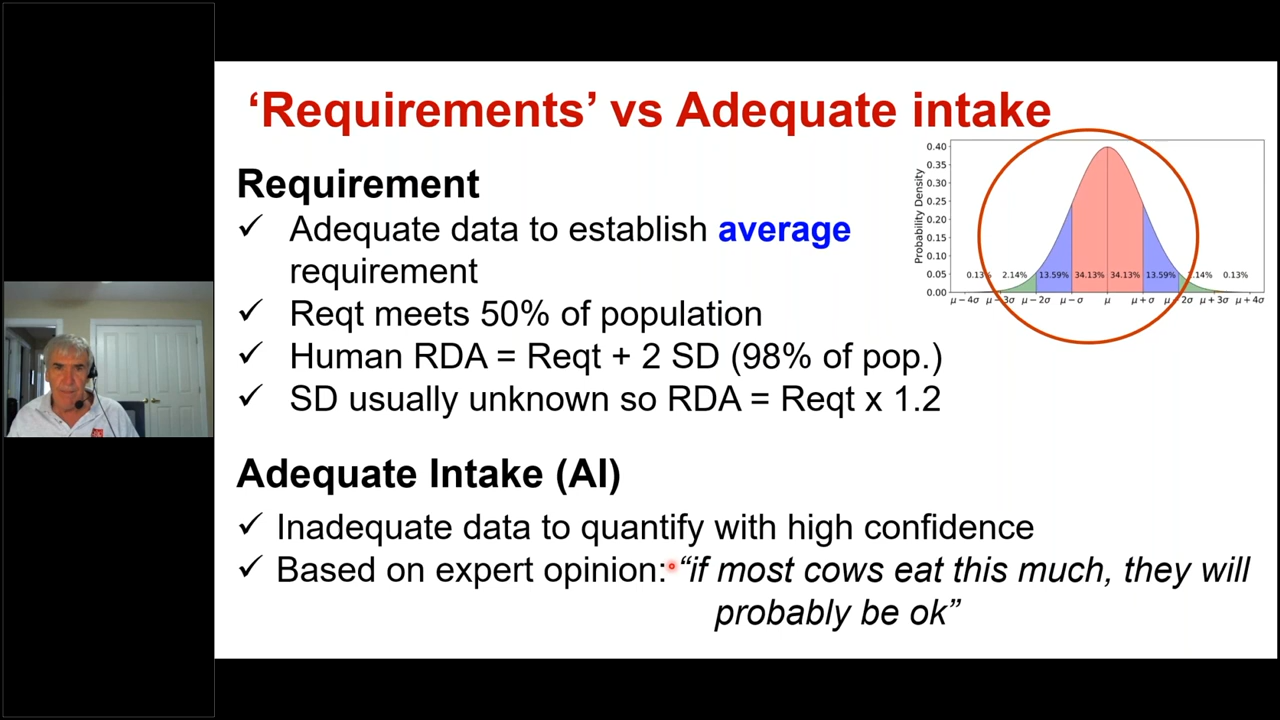 ‘Requirements’ vs Adequate intake
Requirement
✓ Adequate data to establish average
requirement
✓ Reqt meets 50% of population
✓ Human RDA = Reqt + 2 SD (98% of pop.)
✓ SD usually unknown so RDA = Reqt x 1.2
Probability Density
0.40
0.35
0.30
0.25
0.20
0.15
0.10
0.05
0.00
0.13% 2.14% 13.59% 34.13% 34.13% 13.59% 2.14% 0.13%
μ − 4σ μ − 3σ μ − 2σ μ − σ μ μ + σ μ + 2σ μ + 3σ μ + 4σ
Adequate Intake (AI)
✓ Inadequate data to quantify with high confidence
✓ Based on expert opinion: “if most cows eat this much, they will
probably be ok”